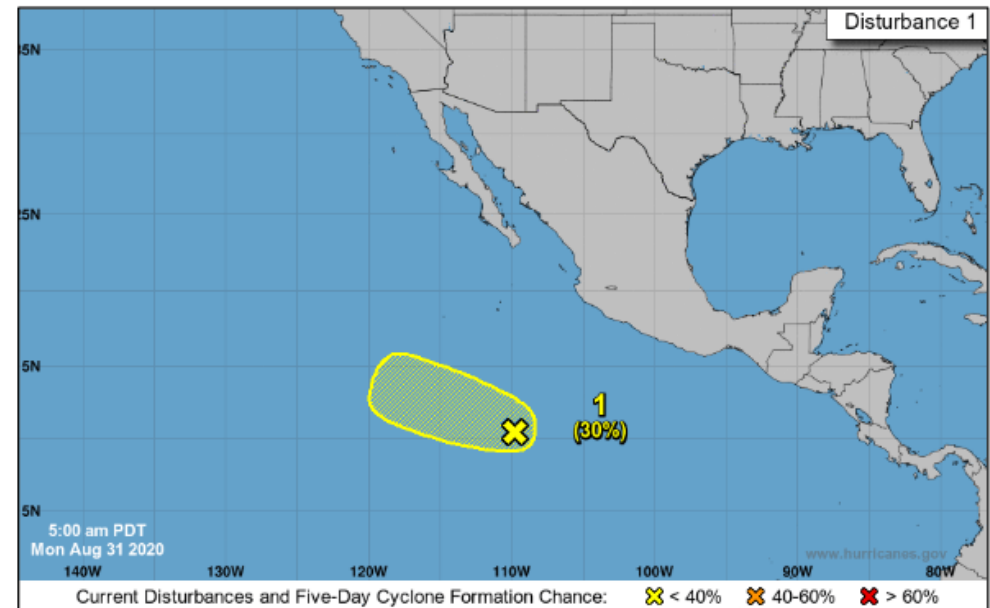 Disturbance 1
5N
25N
5N
1
(30%)
5N
5:00 am PDT
Mon Aug 31 2020
www.hurricanes.gov
140W 130W 120W 110W 100W 90W 80W
Current Disturbances and Five-Day Cyclone Formation Chance: < 40% 40-60% > 60%